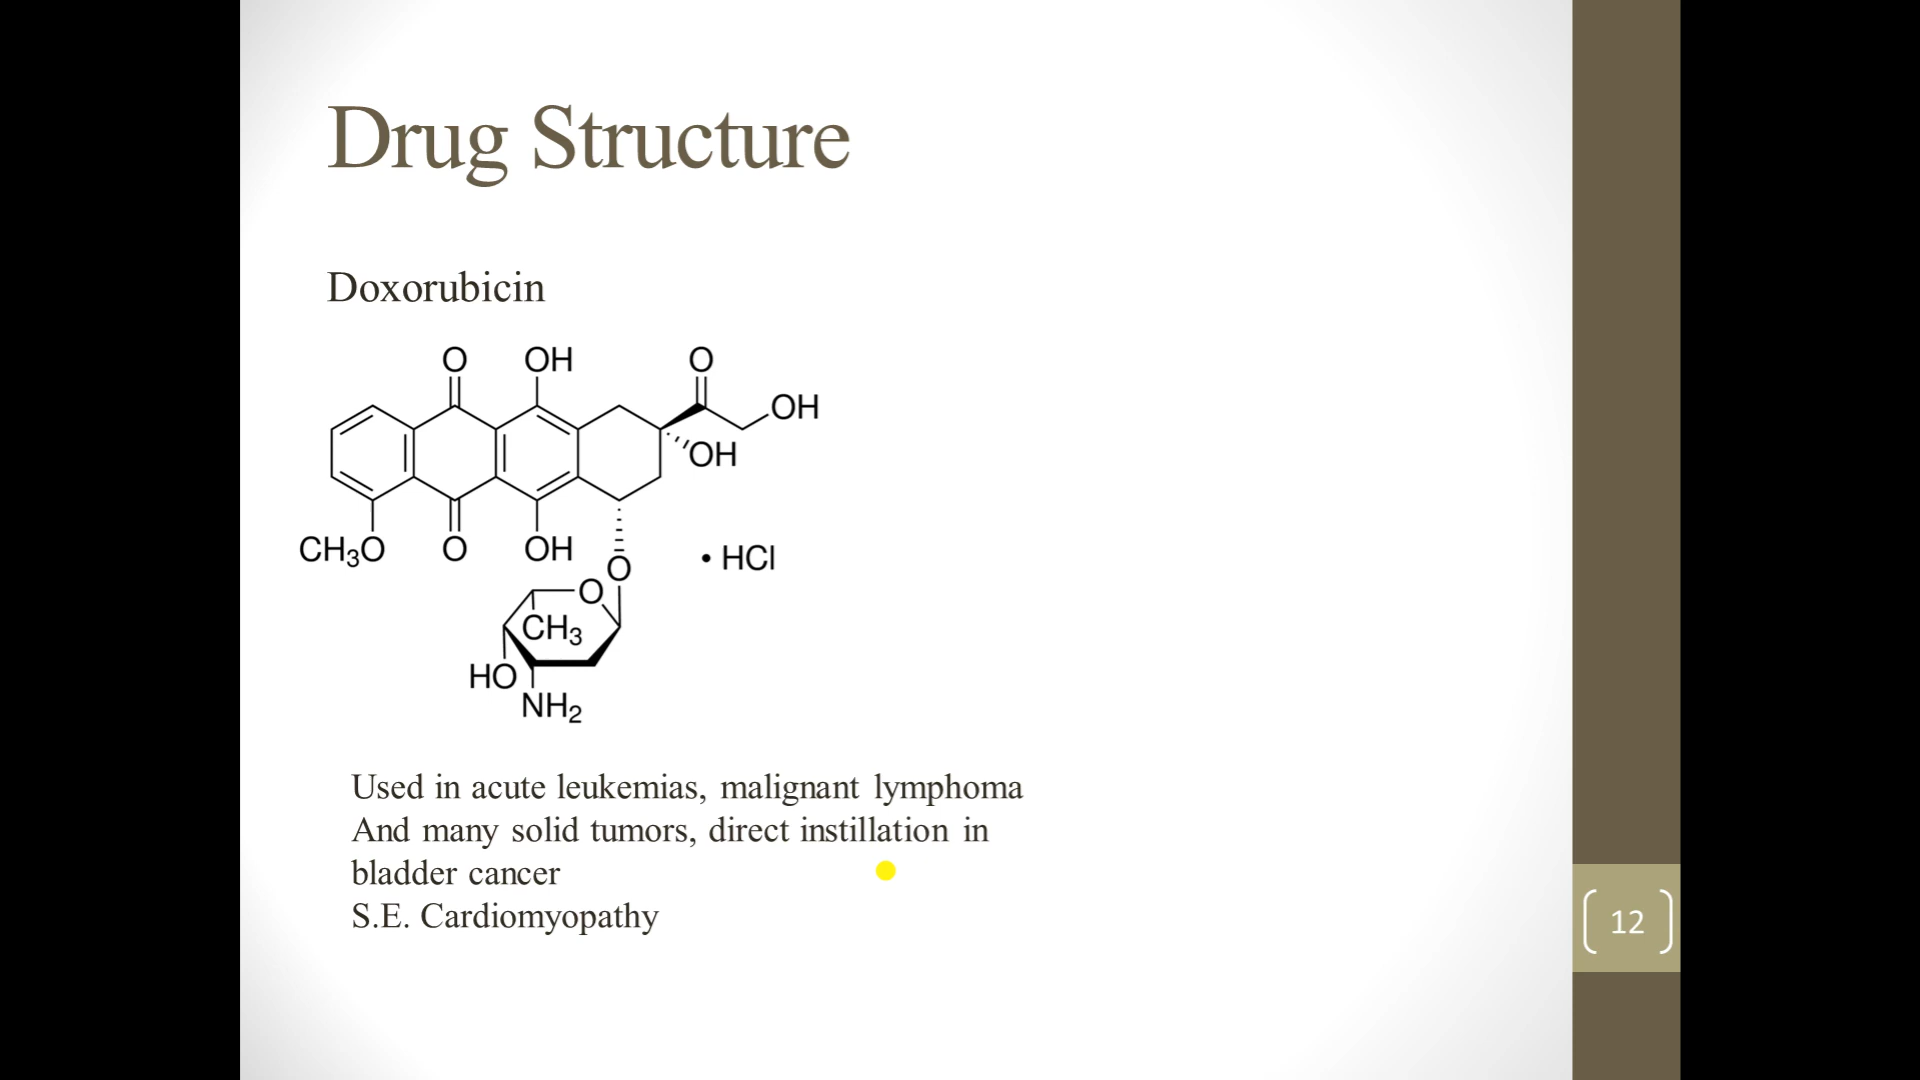 Drug Structure
Doxorubicin
O OH O
OH
OH
CH3O O OH • HCl
O
O
CH3
HO
NH2
Used in acute leukemias, malignant lymphoma
And many solid tumors, direct instillation in
bladder cancer
S.E. Cardiomyopathy
12